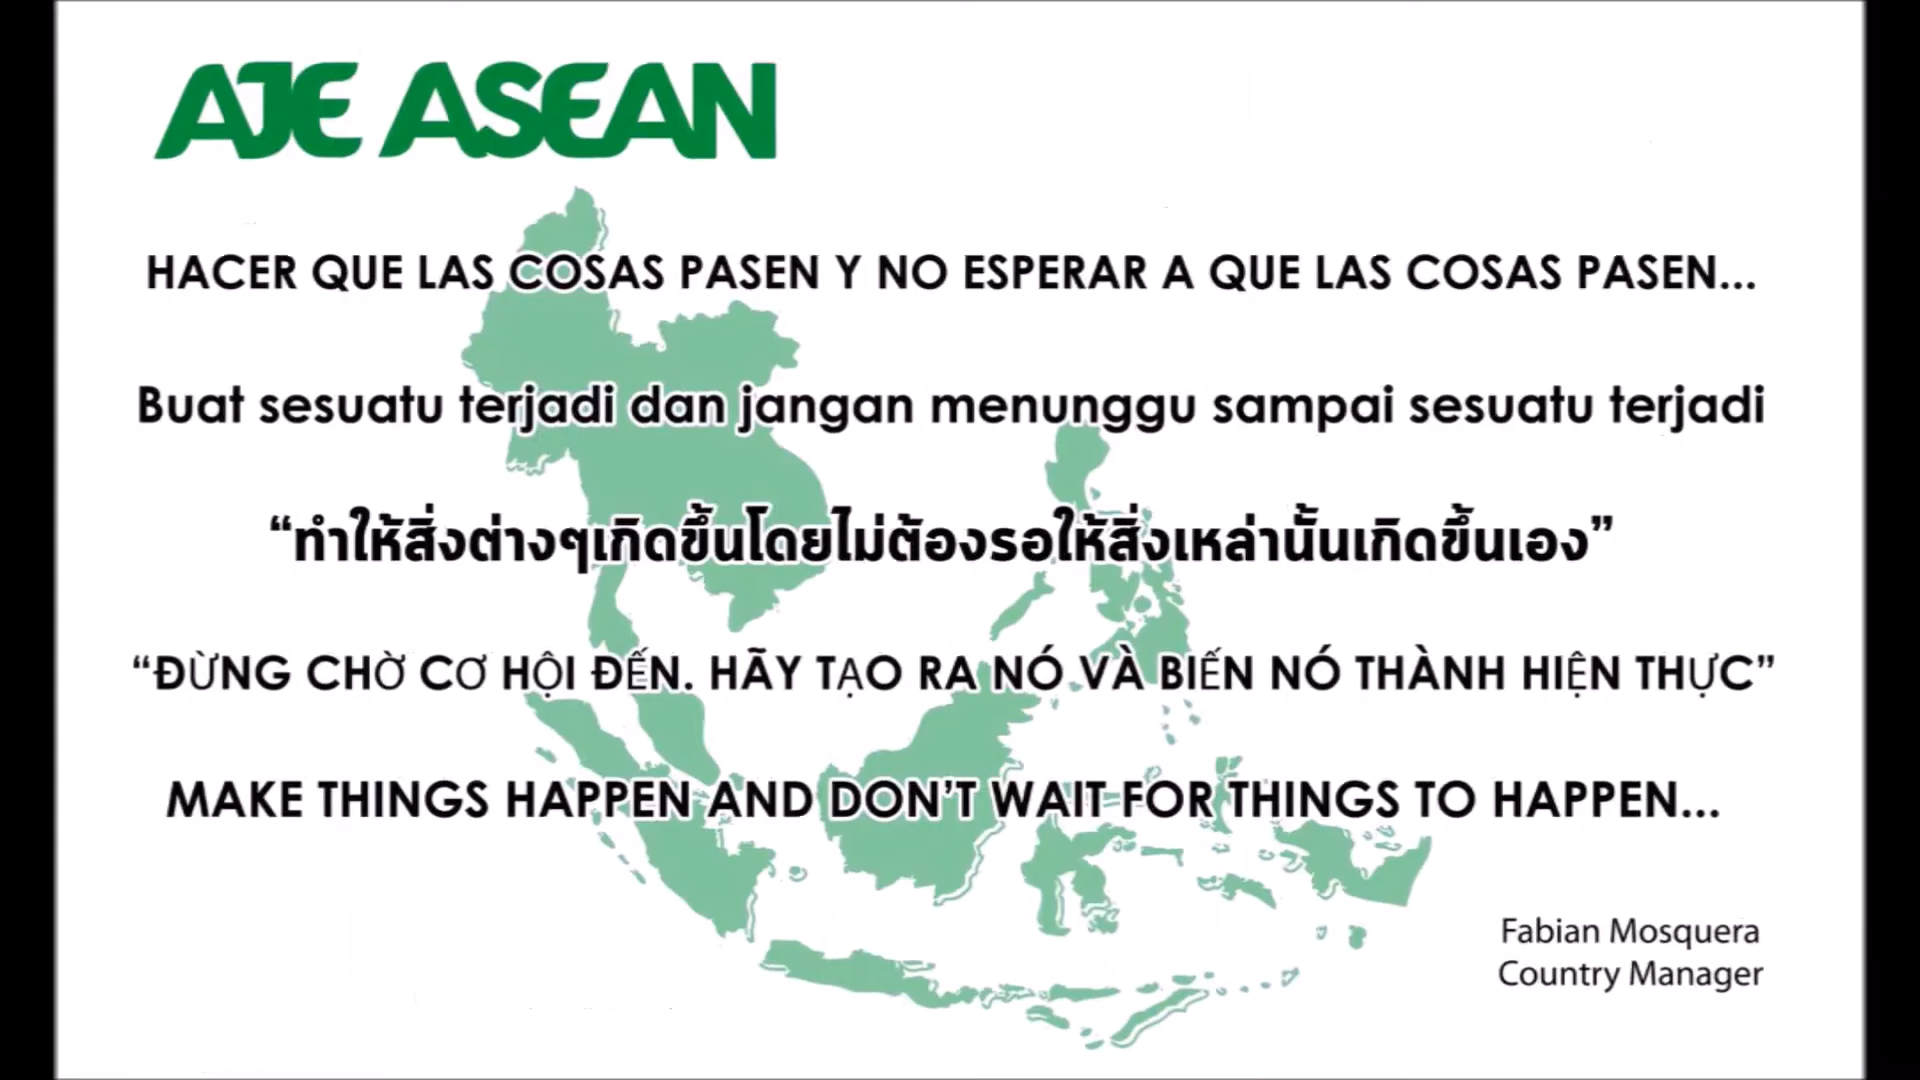 AJE ASEAN
HACER QUE LAS COSAS PASEN Y NO ESPERAR A QUE LAS COSAS PASEN...
Buat sesuatu terjadi dan jangan menunggu sampai sesuatu terjadi
“ทำให้สิ่งต่างๆเกิดขึ้นโดยไม่ต้องรอให้สิ่งเหล่านั้นเกิดขึ้นเอง”
“ĐỪNG CHỜ CƠ HỘI ĐẾN. HÃY TẠO RA NÓ VÀ BIẾN NÓ THÀNH HIỆN THỰC”
MAKE THINGS HAPPEN AND DON’T WAIT FOR THINGS TO HAPPEN...
Fabian Mosquera
Country Manager